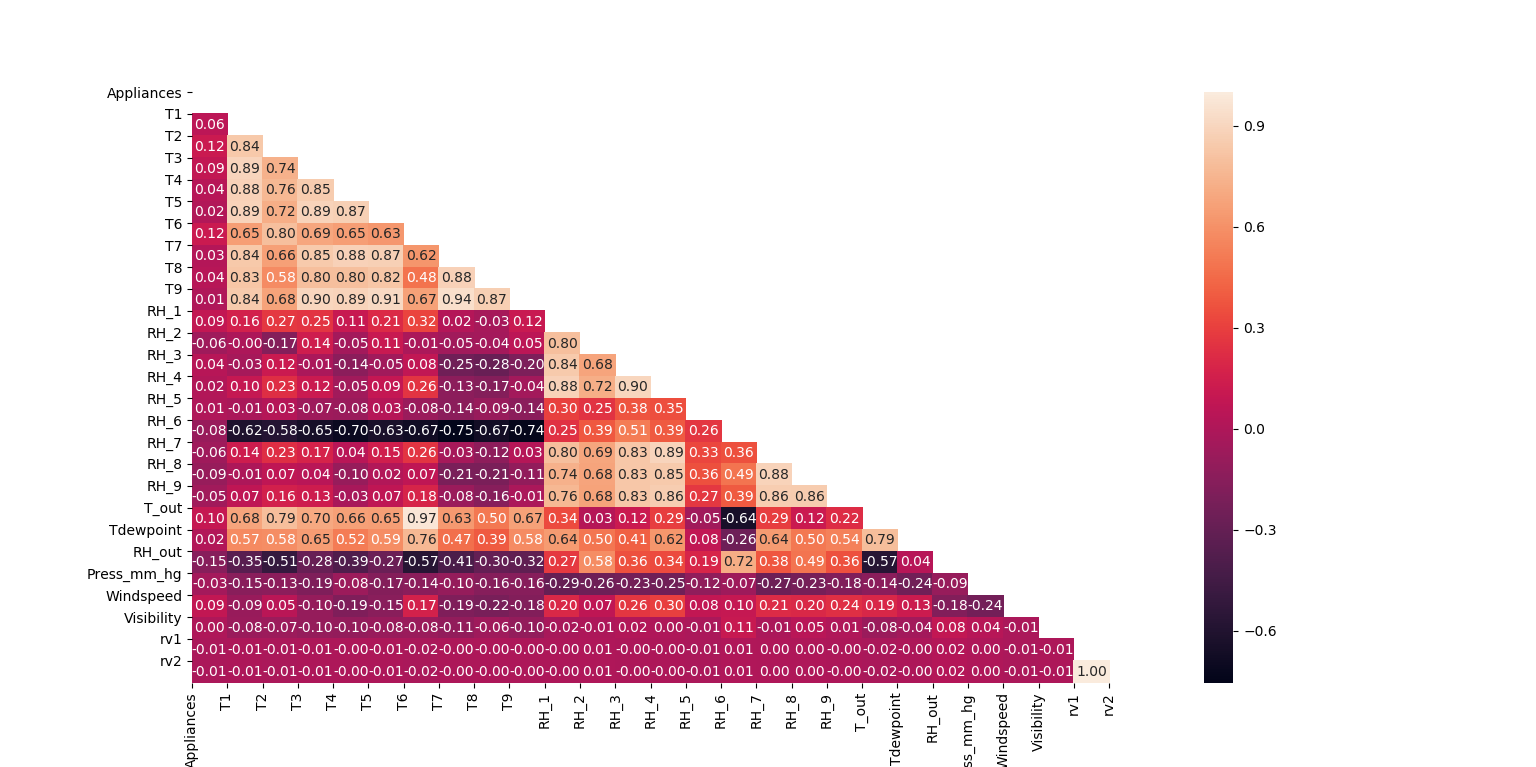 Appliances
T1
0.06
T2
0.12 0.84
T3
0.09 0.89 0.74
T4
0.04 0.88 0.76 0.85
T5
0.02 0.89 0.72 0.89 0.87
T6
0.12 0.65 0.80 0.69 0.65 0.63
T7
0.03 0.84 0.66 0.85 0.88 0.87 0.62
T8
0.04 0.83 0.58 0.80 0.80 0.82 0.48 0.88
T9
0.01 0.84 0.68 0.90 0.89 0.91 0.67 0.94 0.87
RH_1
0.09 0.16 0.27 0.25 0.11 0.21 0.32 0.02 -0.03 0.12
RH_2
-0.06 -0.00 -0.17 0.14 -0.05 0.11 -0.01 -0.05 -0.04 0.05 0.80
RH_3
0.04 -0.03 0.12 -0.01 -0.14 -0.05 0.08 -0.25 -0.28 -0.20 0.84 0.68
RH_4
0.02 0.10 0.23 0.12 -0.05 0.09 0.26 -0.13 -0.17 -0.04 0.88 0.72 0.90
RH_5
0.01 -0.01 0.03 -0.07 -0.08 0.03 -0.08 -0.14 -0.09 -0.14 0.30 0.25 0.38 0.35
RH_6
-0.08 -0.62 -0.58 -0.65 -0.70 -0.63 -0.67 -0.75 -0.67 -0.74 0.25 0.39 0.51 0.39 0.26
RH_7
-0.06 0.14 0.23 0.17 0.04 0.15 0.26 -0.03 -0.12 0.03 0.80 0.69 0.83 0.89 0.33 0.36
RH_8
-0.09 -0.01 0.07 0.04 -0.10 0.02 0.07 -0.21 -0.21 -0.11 0.74 0.68 0.83 0.85 0.36 0.49 0.88
RH_9
-0.05 0.07 0.16 0.13 -0.03 0.07 0.18 -0.08 -0.16 -0.01 0.76 0.68 0.83 0.86 0.27 0.39 0.86 0.86
T_out
0.10 0.68 0.79 0.70 0.66 0.65 0.97 0.63 0.50 0.67 0.34 0.03 0.12 0.29 -0.05 -0.64 0.29 0.12 0.22
Tdewpoint
0.02 0.57 0.58 0.65 0.52 0.59 0.76 0.47 0.39 0.58 0.64 0.50 0.41 0.62 0.08 -0.26 0.64 0.50 0.54 0.79
RH_out
-0.15 -0.35 -0.51 -0.28 -0.39 -0.27 -0.57 -0.41 -0.30 -0.32 0.27 0.58 0.36 0.34 0.19 0.72 0.38 0.49 0.36 -0.57 0.04
Press_mm_hg
-0.03 -0.15 -0.13 -0.19 -0.08 -0.17 -0.14 -0.10 -0.16 -0.16 -0.29 -0.26 -0.23 -0.25 -0.12 -0.07 -0.27 -0.23 -0.18 -0.14 -0.24 -0.09
Windspeed
0.09 -0.09 0.05 -0.10 -0.19 -0.15 0.17 -0.19 -0.22 -0.18 0.20 0.07 0.26 0.30 0.08 0.10 0.21 0.20 0.24 0.19 0.13 -0.18 -0.24
Visibility
0.00 -0.08 -0.07 -0.10 -0.10 -0.08 -0.08 -0.11 -0.06 -0.10 -0.02 -0.01 0.02 0.00 -0.01 0.11 -0.01 0.05 0.01 -0.08 -0.04 0.08 0.04 -0.01
rv1
-0.01 -0.01 -0.01 -0.01 -0.00 -0.01 -0.02 -0.00 -0.00 -0.00 -0.00 0.01 -0.00 -0.00 -0.01 0.01 0.00 0.00 -0.00 -0.02 -0.00 0.02 0.00 -0.01 -0.01
rv2
-0.01 -0.01 -0.01 -0.01 -0.00 -0.01 -0.02 -0.00 -0.00 -0.00 -0.00 0.01 -0.00 -0.00 -0.01 0.01 0.00 0.00 -0.00 -0.02 -0.00 0.02 0.00 -0.01 -0.01 1.00
Appliances T1 T2 T3 T4 T5 T6 T7 T8 T9 RH_1 RH_2 RH_3 RH_4 RH_5 RH_6 RH_7 RH_8 RH_9 T_out Tdewpoint RH_out ss_mm_hg Windspeed Visibility rv1 rv2
0.9
0.6
0.3
0.0
−0.3
−0.6